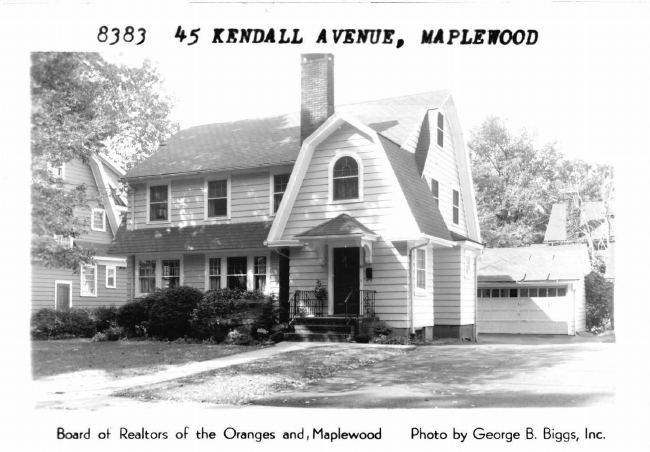 8383 45 KENDALL AVENUE, MAPLEWOOD
Board of Realtors of the Oranges and, Maplewood Photo by George B. Biggs, Inc.